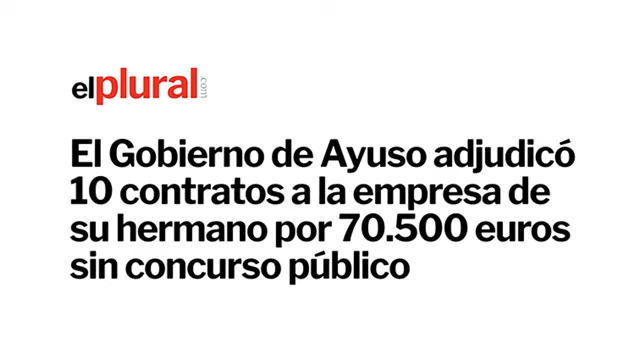 elplural.com
El Gobierno de Ayuso adjudicó
10 contratos a la empresa de
su hermano por 70.500 euros
sin concurso público